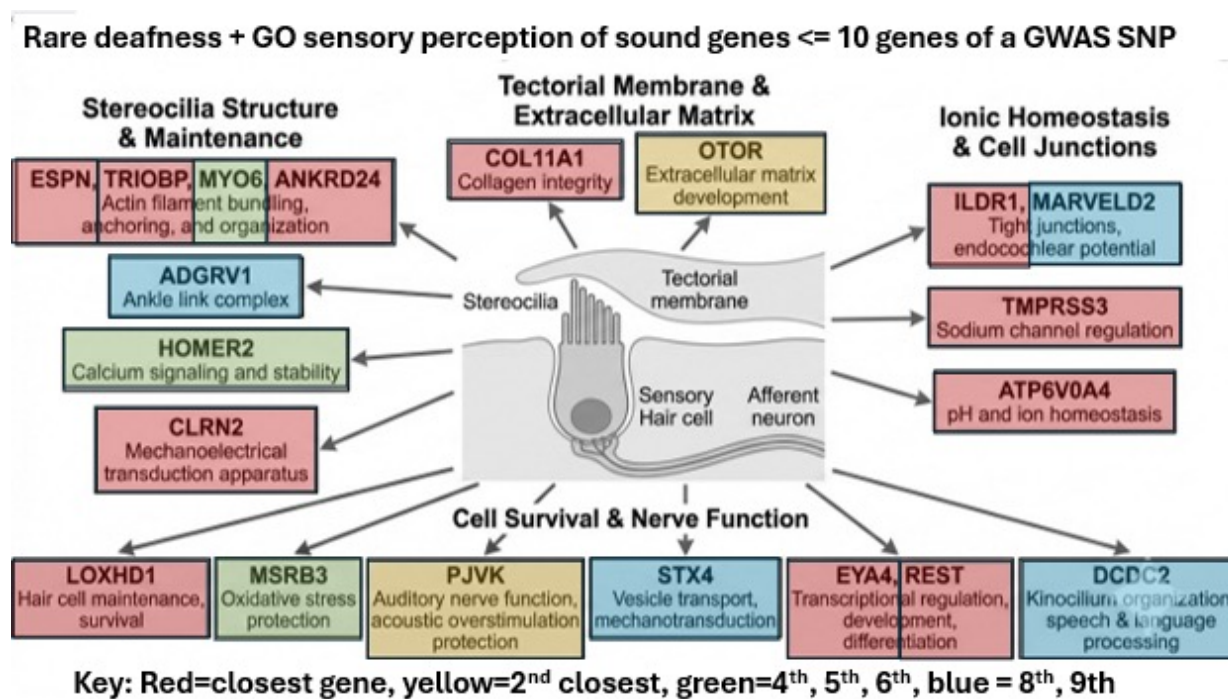 Rare deafness + GO sensory perception of sound genes <= 10 genes of a GWAS SNP
Stereocilia Structure
& Maintenance
ESPN, TRIOBP, MYO6, ANKRD24
Actin filament bundling,
anchoring, and organization
ADGRV1
Ankle link complex
HOMER2
Calcium signaling and stability
CLRN2
Mechanoelectrical
transduction apparatus
Tectorial Membrane &
Extracellular Matrix
COL11A1
Collagen integrity
OTOR
Extracellular matrix
development
Ionic Homeostasis
& Cell Junctions
ILDR1, MARVELD2
Tight junctions,
endocochlear potential
TMPRSS3
Sodium channel regulation
ATP6V0A4
pH and ion homeostasis
Stereocilia
Tectorial
membrane
Sensory
Hair cell
Afferent
neuron
Cell Survival & Nerve Function
LOXHD1
Hair cell maintenance,
survival
MSRB3
Oxidative stress
protection
PJVK
Auditory nerve function,
acoustic overstimulation
protection
STX4
Vesicle transport,
mechanotransduction
EYA4, REST
Transcriptional regulation,
development,
differentiation
DCDC2
Kinocilium organization
speech & language
processing
Key: Red=closest gene, yellow=2nd closest, green=4th, 5th, 6th, blue = 8th, 9th